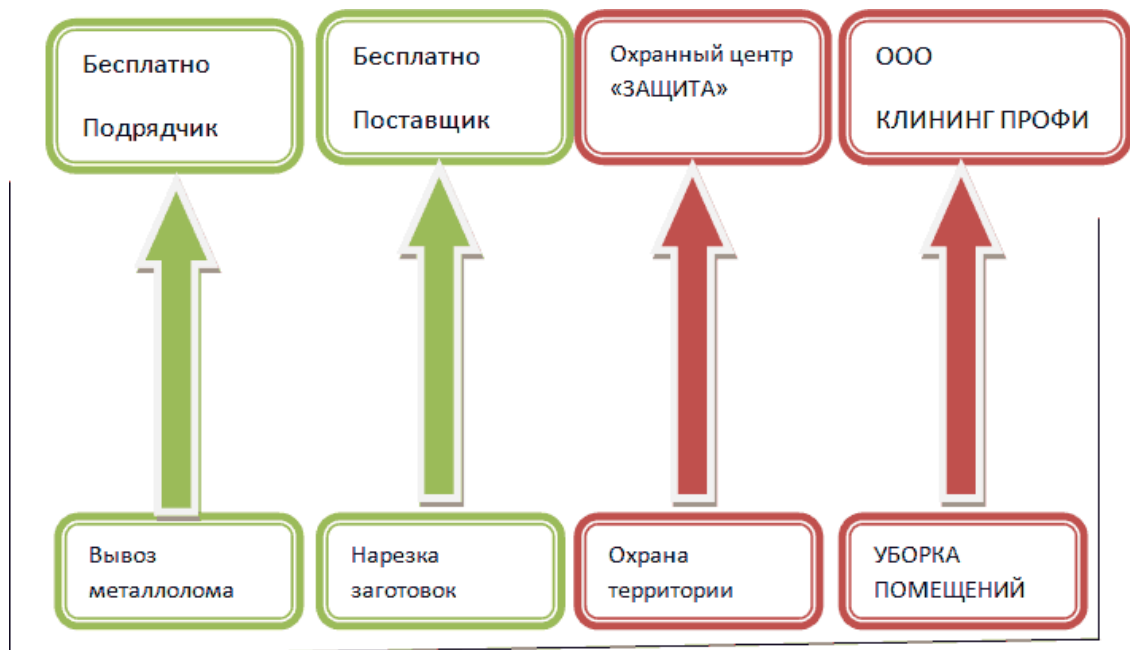 Бесплатно
Подрядчик
Бесплатно
Поставщик
Охранный центр
«ЗАЩИТА»
ООО
КЛИНИНГ ПРОФИ
Вывоз
металлолома
Нарезка
заготовок
Охрана
территории
УБОРКА
ПОМЕЩЕНИЙ